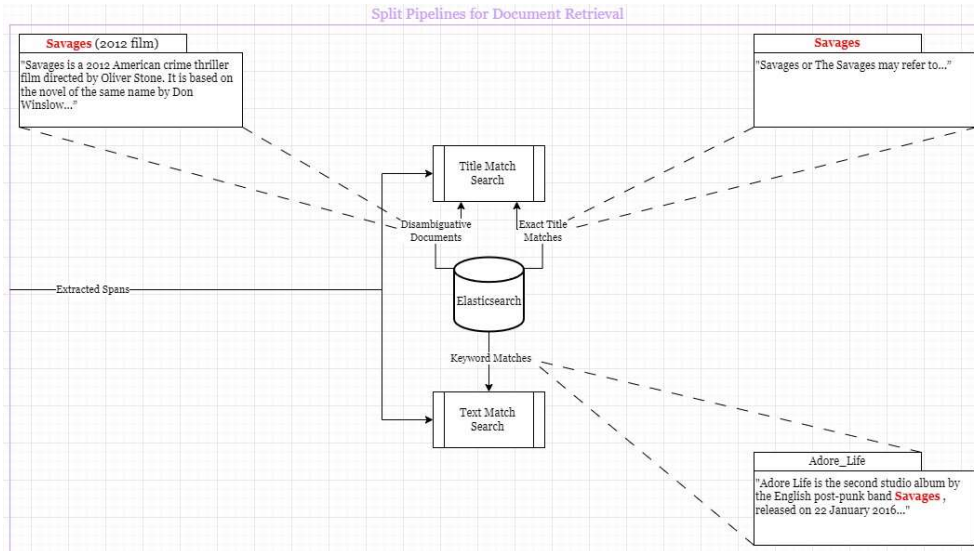 Split Pipelines for Document Retrieval
Savages (2012 film)
"Savages is a 2012 American crime thriller
film directed by Oliver Stone. It is based on
the novel of the same name by Don
Winslow..."
Savages
"Savages or The Savages may refer to..."
Title Match
Search
Disambiguative
Documents
Exact Title
Matches
Extracted Spans
Elasticsearch
Keyword Matches
Text Match
Search
Adore_Life
"Adore Life is the second studio album by
the English post-punk band Savages ,
released on 22 January 2016..."